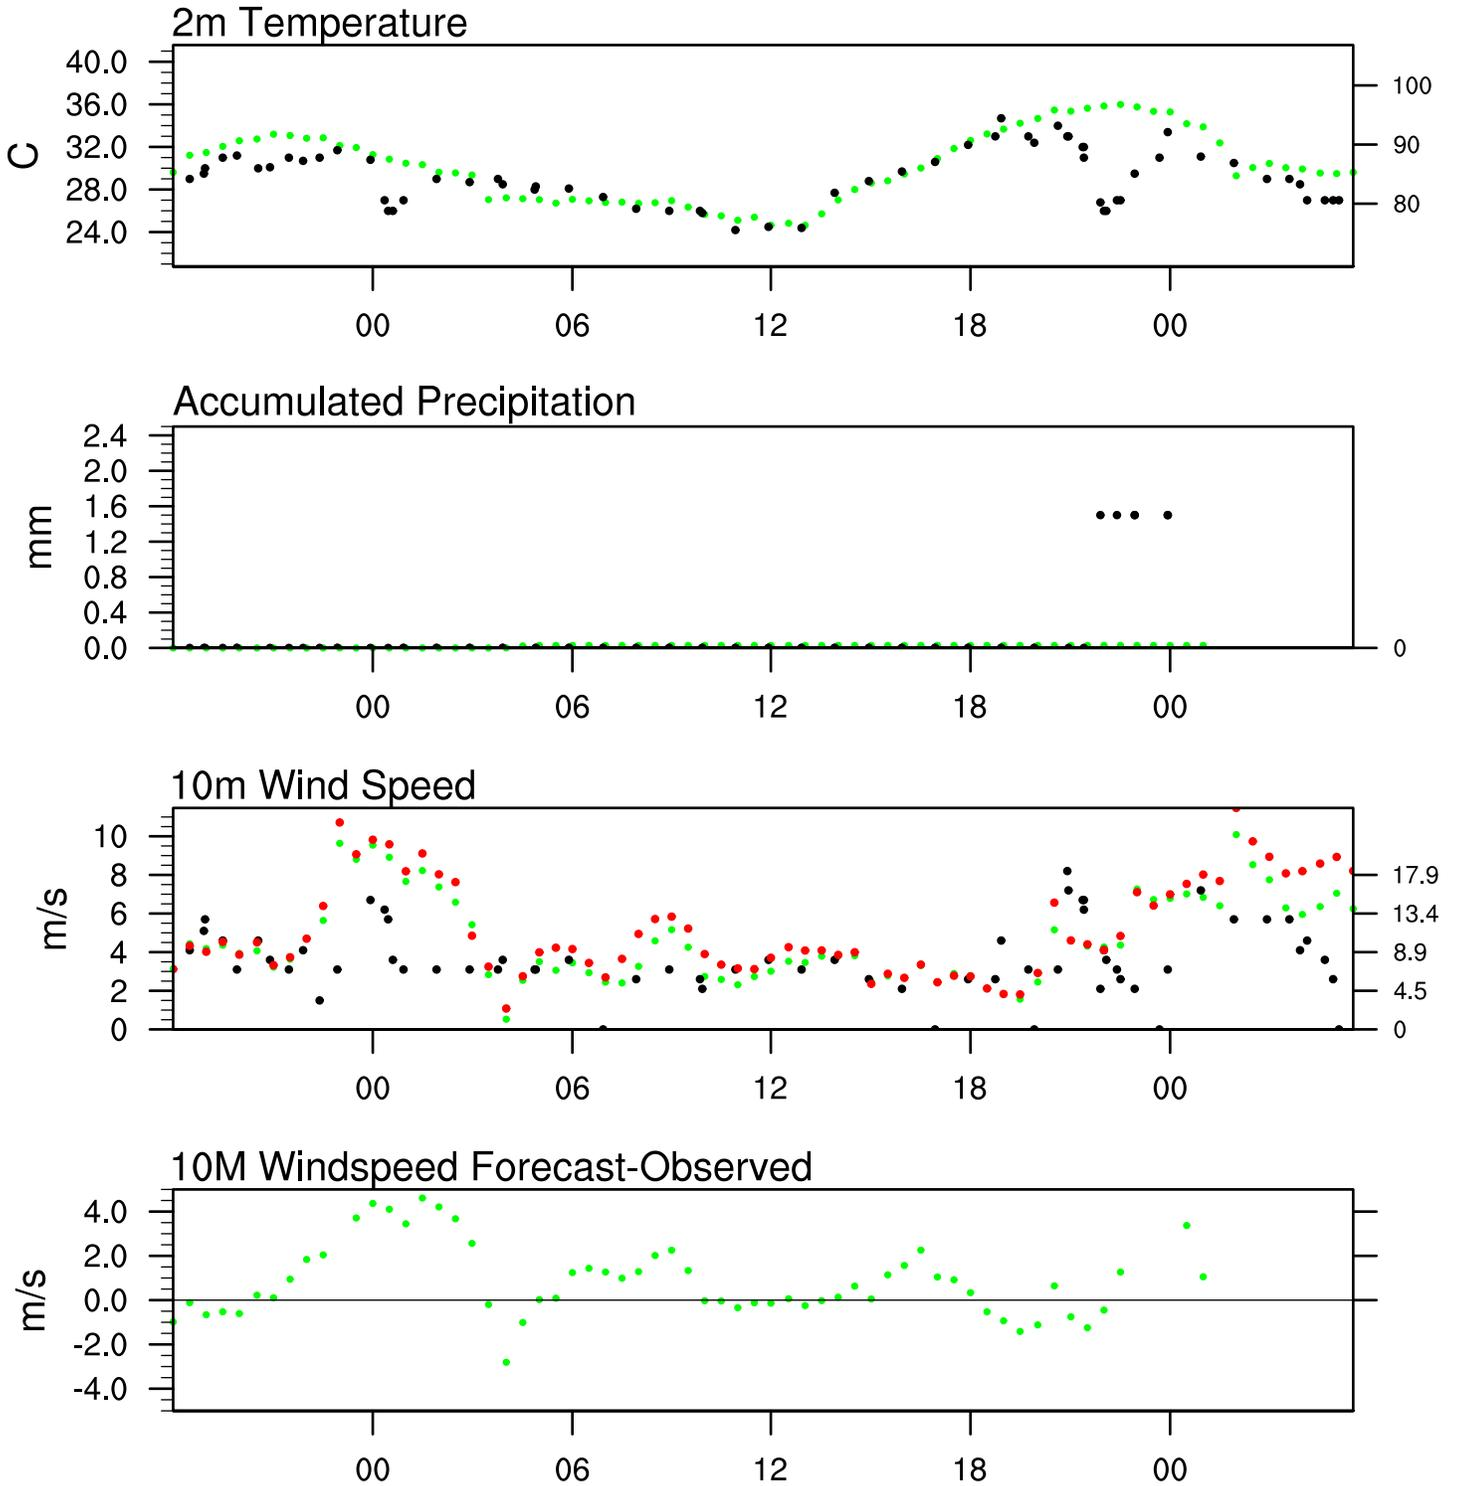 2m Temperature
40.0
36.0
32.0
28.0
24.0
C
100
90
80
00 06 12 18 00
Accumulated Precipitation
2.4
2.0
1.6
1.2
0.8
0.4
0.0
mm
0
00 06 12 18 00
10m Wind Speed
10
8
6
4
2
0
m/s
17.9
13.4
8.9
4.5
0
00 06 12 18 00
10M Windspeed Forecast-Observed
4.0
2.0
0.0
-2.0
-4.0
m/s
00 06 12 18 00